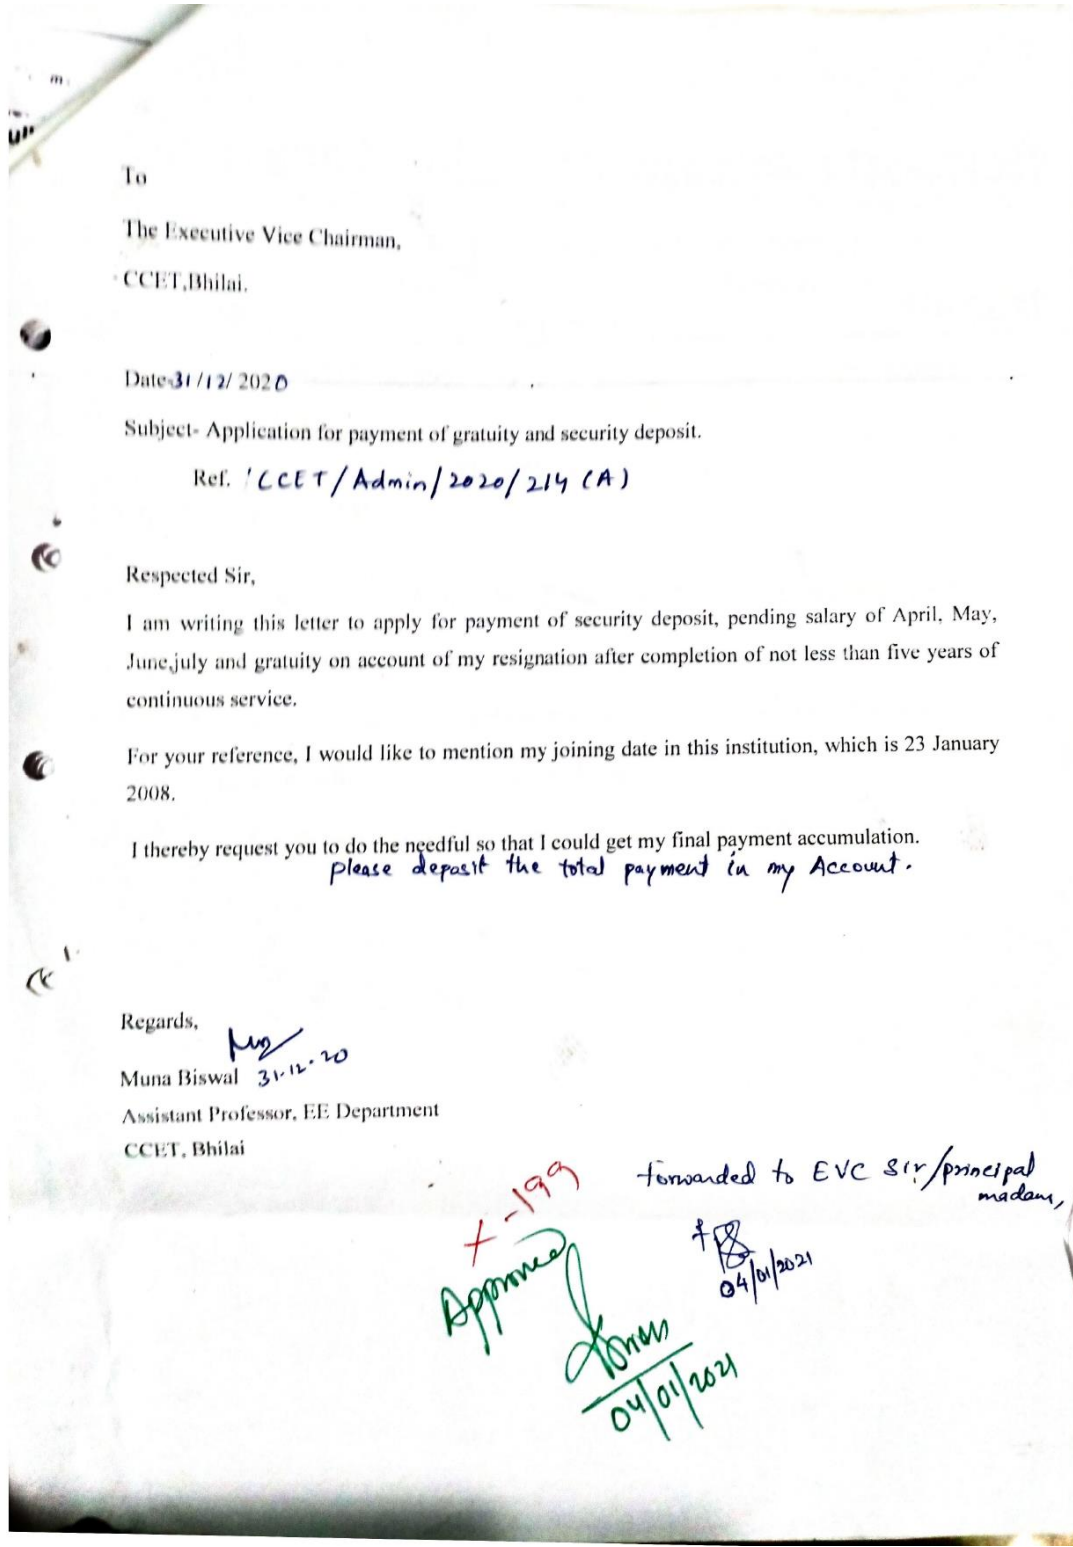 To
The Executive Vice Chairman,
CCET,Bhilai.
Date-31/12/2020
Subject- Application for payment of gratuity and security deposit.
Ref. CCET/Admin/2020/214 (A)
Respected Sir,
I am writing this letter to apply for payment of security deposit, pending salary of April, May,
June,july and gratuity on account of my resignation after completion of not less than five years of
continuous service.
For your reference, I would like to mention my joining date in this institution, which is 23 January
2008.
I thereby request you to do the needful so that I could get my final payment accumulation.
please deposit the total payment in my Account.
Regards,
Muna Biswal 31-12-20
Assistant Professor, EE Department
CCET, Bhilai
forwarded to EVC Sir/principal
madam,
04/01/2021
-199
Approved
04/01/2021